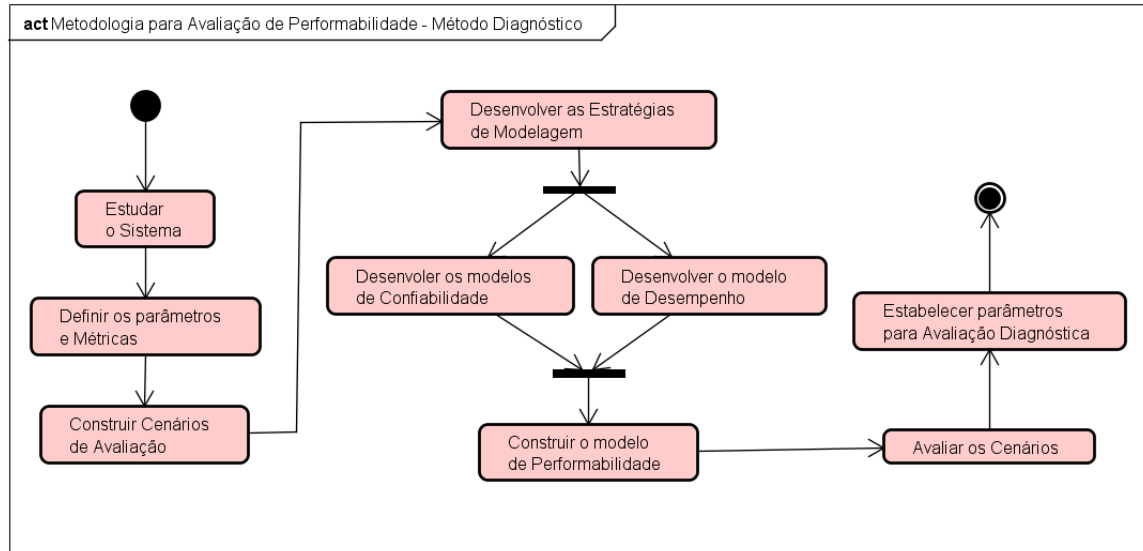 act Metodologia para Avaliação de Performabilidade - Método Diagnóstico
Estudar
o Sistema
Definir os parâmetros
e Métricas
Construir Cenários
de Avaliação
Desenvolver as Estratégias
de Modelagem
Desenvoler os modelos
de Confiabilidade
Desenvolver o modelo
de Desempenho
Construir o modelo
de Performabilidade
Avaliar os Cenários
Estabelecer parâmetros
para Avaliação Diagnóstica